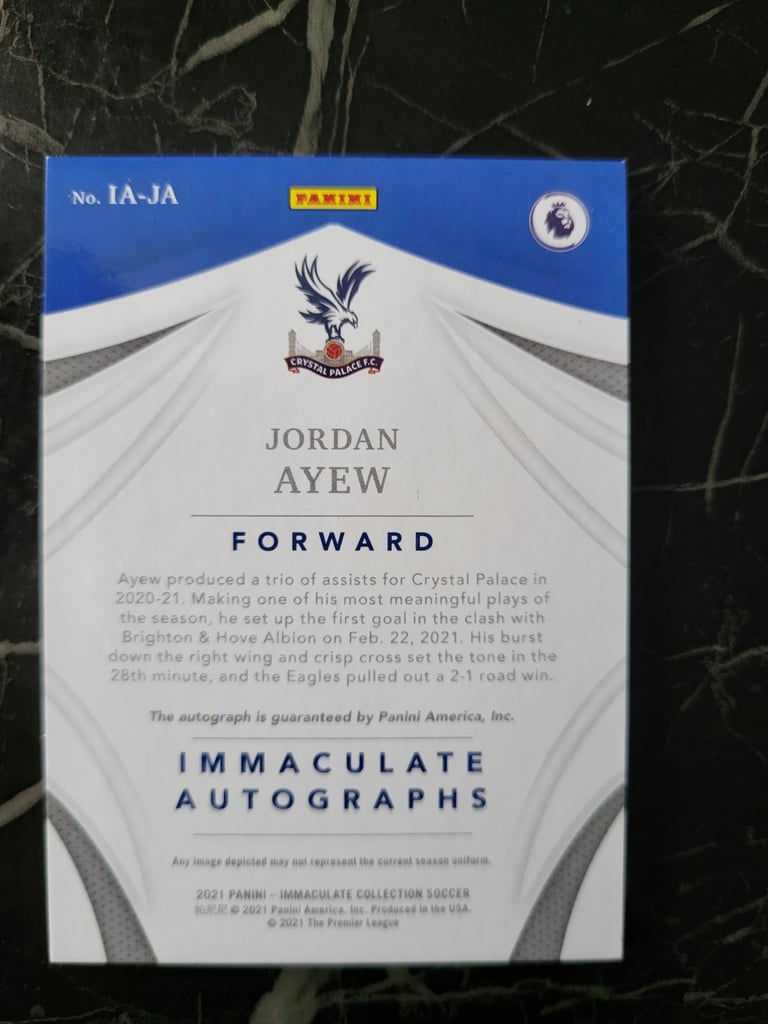 No. IA-JA
PANINI
CRYSTAL PALACE F.C.
JORDAN
AYEW
FORWARD
Ayew produced a trio of assists for Crystal Palace in
2020-21. Making one of his most meaningful plays of
the season, he set up the first goal in the clash with
Brighton & Hove Albion on Feb. 22, 2021. His burst
down the right wing and crisp cross set the tone in the
28th minute, and the Eagles pulled out a 2-1 road win.
The autograph is guaranteed by Panini America, Inc.
IMMACULATE
AUTOGRAPHS
Any image depicted may not represent the current season uniform.
2021 PANINI - IMMACULATE COLLECTION SOCCER
帕尼尼 © 2021 Panini America, Inc. Produced in the USA.
© 2021 The Premier League